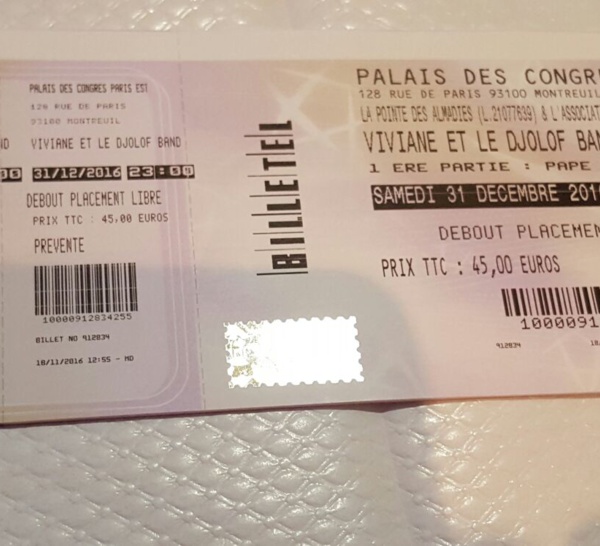 PALAIS DES CONGRES PARIS EST
128 RUE DE PARIS
93100 MONTREUIL
ND VIVIANE ET LE DJOLOF BAND
00 31/12/2016 23:00
DEBOUT PLACEMENT LIBRE
PRIX TTC : 45,00 EUROS
PREVENTE
10000912834255
BILLET NO 912834
18/11/2016 12:55 - MD
BILLETEL
PALAIS DES CONGR
128 RUE DE PARIS 93100 MONTREUIL
LA POINTE DES ALMADIES (L.21077639) & L'ASSOCIAT
VIVIANE ET LE DJOLOF BAN
1 ERE PARTIE : PAPE
SAMEDI 31 DECEMBRE 201
DEBOUT PLACEMEN
PRIX TTC : 45,00 EUROS
1000091
912834 18/